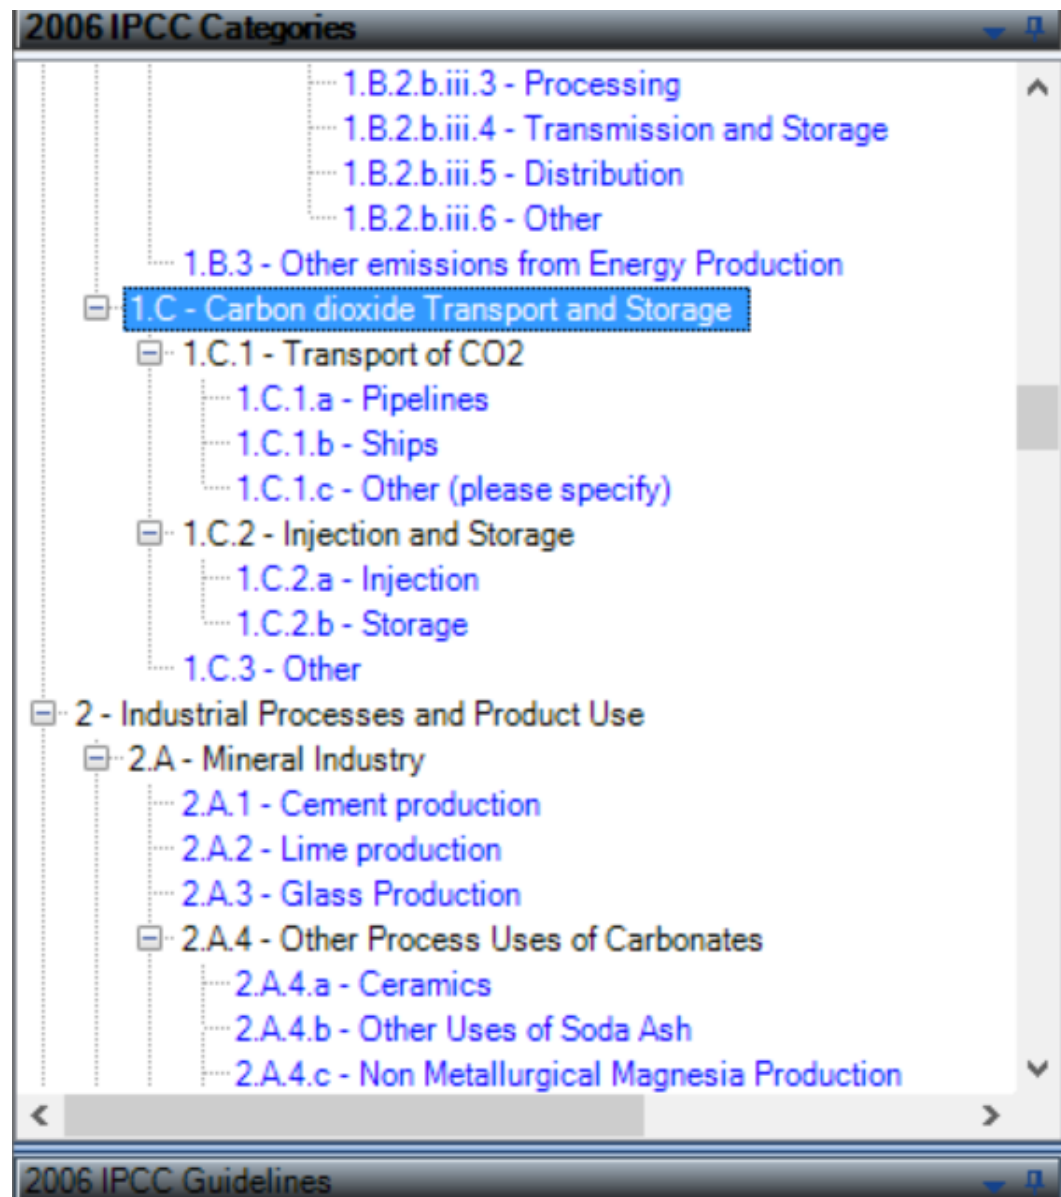 2006 IPCC Categories
1.B.2.b.iii.3 - Processing
1.B.2.b.iii.4 - Transmission and Storage
1.B.2.b.iii.5 - Distribution
1.B.2.b.iii.6 - Other
1.B.3 - Other emissions from Energy Production
1.C - Carbon dioxide Transport and Storage
1.C.1 - Transport of CO2
1.C.1.a - Pipelines
1.C.1.b - Ships
1.C.1.c - Other (please specify)
1.C.2 - Injection and Storage
1.C.2.a - Injection
1.C.2.b - Storage
1.C.3 - Other
2 - Industrial Processes and Product Use
2.A - Mineral Industry
2.A.1 - Cement production
2.A.2 - Lime production
2.A.3 - Glass Production
2.A.4 - Other Process Uses of Carbonates
2.A.4.a - Ceramics
2.A.4.b - Other Uses of Soda Ash
2.A.4.c - Non Metallurgical Magnesia Production
2006 IPCC Guidelines